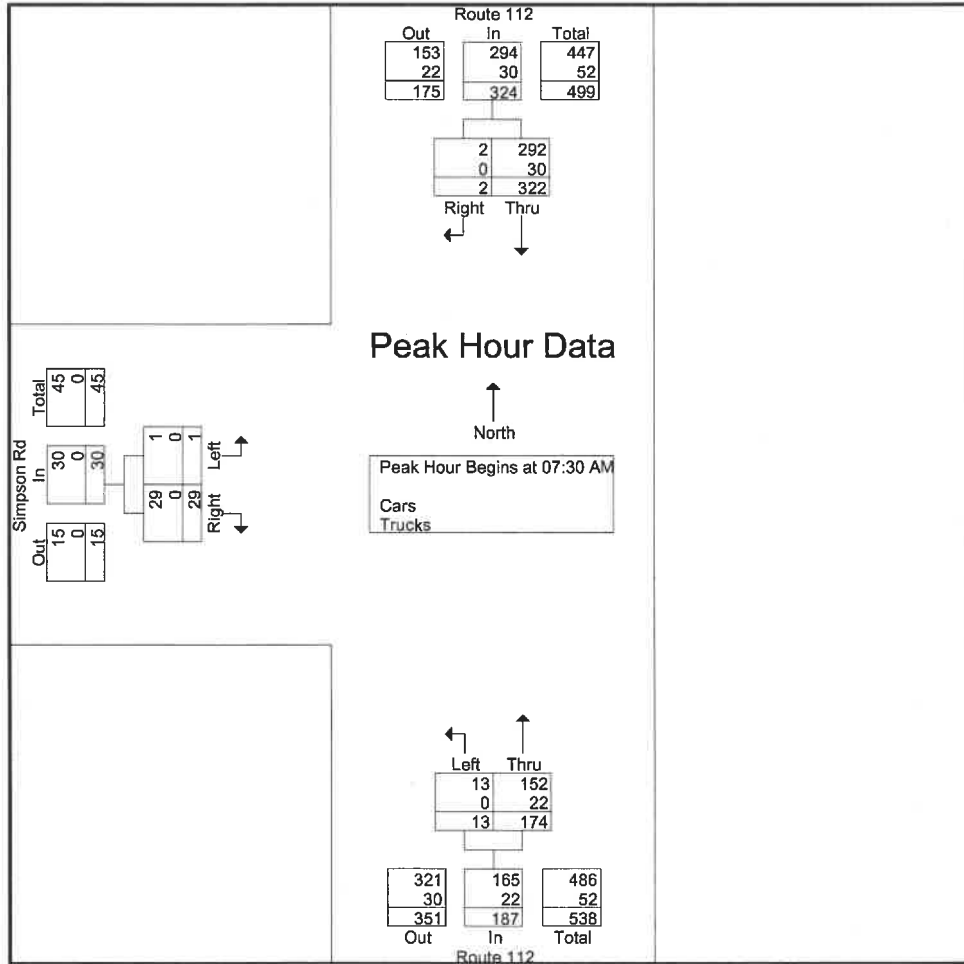 Route 112
Out In Total
153 294 447
22 30 52
175 324 499
2 292
0 30
2 322
Right Thru
Peak Hour Data
North
Peak Hour Begins at 07:30 AM
Cars
Trucks
Simpson Rd
Out In Total
15 30 45
0 0 0
15 30 45
29 1
0 0
29 1
Right Left
Left Thru
13 152
0 22
13 174
321 165 486
30 22 52
351 187 538
Out In Total
Route 112